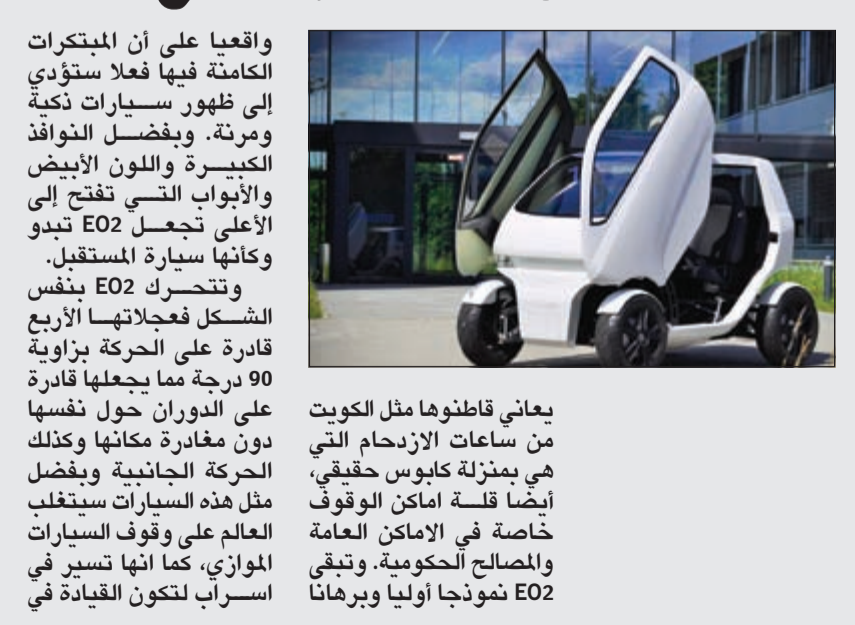 يعاني قاطنوها مثل الكويت
من ساعات الازدحام التي
هي بمنزلة كابوس حقيقي،
أيضا قلة اماكن الوقوف
خاصة في الاماكن العامة
والمصالح الحكومية. وتبقى
EO2 نموذجا أوليا وبرهانا
واقعيا على أن المبتكرات
الكامنة فيها فعلا ستؤدي
إلى ظهور سيارات ذكية
ومرنة. وبفضل النوافذ
الكبيرة واللون الأبيض
والأبواب التي تفتح إلى
الأعلى تجعل EO2 تبدو
وكأنها سيارة المستقبل.
وتتحرك EO2 بنفس
الشكل فعجلاتها الأربع
قادرة على الحركة بزاوية
90 درجة مما يجعلها قادرة
على الدوران حول نفسها
دون مغادرة مكانها وكذلك
الحركة الجانبية وبفضل
مثل هذه السيارات سيتغلب
العالم على وقوف السيارات
الموازي، كما انها تسير في
اسراب لتكون القيادة في